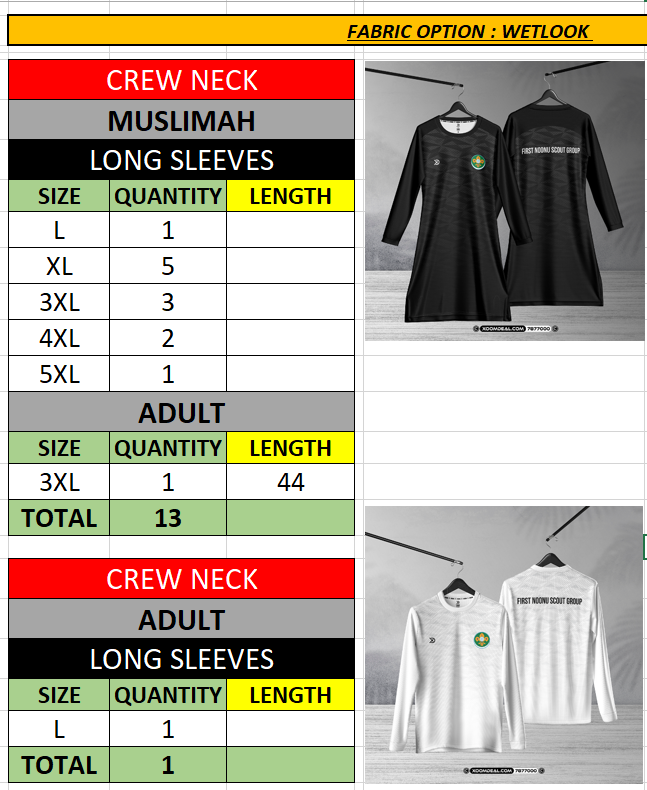 FABRIC OPTION : WETLOOK
CREW NECK
MUSLIMAH
LONG SLEEVES
SIZE QUANTITY LENGTH
L 1
XL 5
3XL 3
4XL 2
5XL 1
ADULT
SIZE QUANTITY LENGTH
3XL 1 44
TOTAL 13
FIRST NOONU SCOUT GROUP
XOOMDEAL.COM 7877000
CREW NECK
ADULT
LONG SLEEVES
SIZE QUANTITY LENGTH
L 1
TOTAL 1
FIRST NOONU SCOUT GROUP
XOOMDEAL.COM 7877000